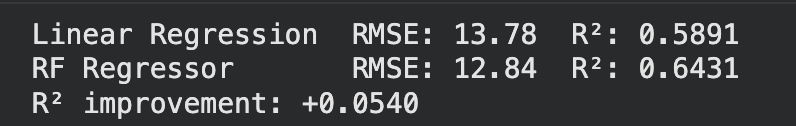 Linear Regression  RMSE: 13.78  R²: 0.5891
RF Regressor       RMSE: 12.84  R²: 0.6431
R² improvement: +0.0540